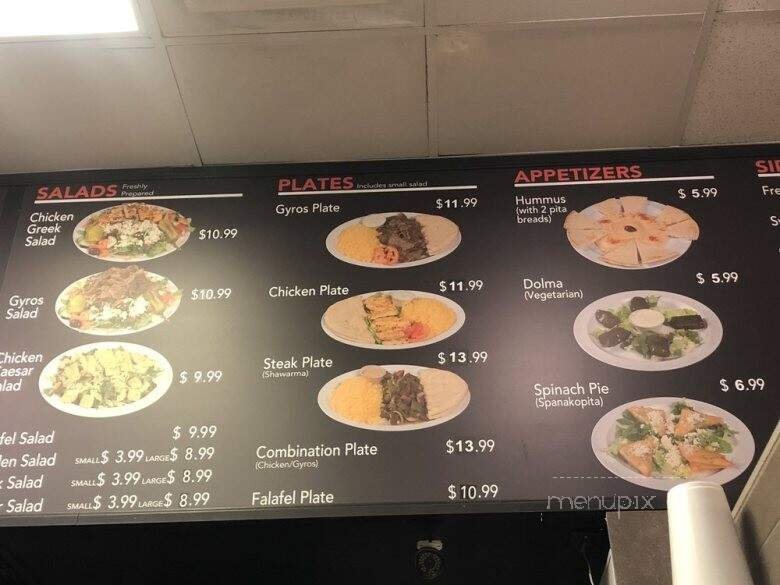 SALADS Freshly Prepared
Chicken
Greek
Salad
$10.99
Gyros
Salad
$10.99
Chicken
Caesar
Salad
$ 9.99
fel Salad $ 9.99
den Salad SMALL $ 3.99 LARGE $ 8.99
Salad SMALL $ 3.99 LARGE $ 8.99
r Salad SMALL $ 3.99 LARGE $ 8.99
PLATES Includes small salad
Gyros Plate $11.99
Chicken Plate $11.99
Steak Plate $ 13.99
(Shawarma)
Combination Plate $13.99
(Chicken/Gyros)
Falafel Plate $10.99
APPETIZERS
Hummus $ 5.99
(with 2 pita
breads)
Dolma $ 5.99
(Vegetarian)
Spinach Pie $ 6.99
(Spanakopita)
SI
Fre
S
menupix